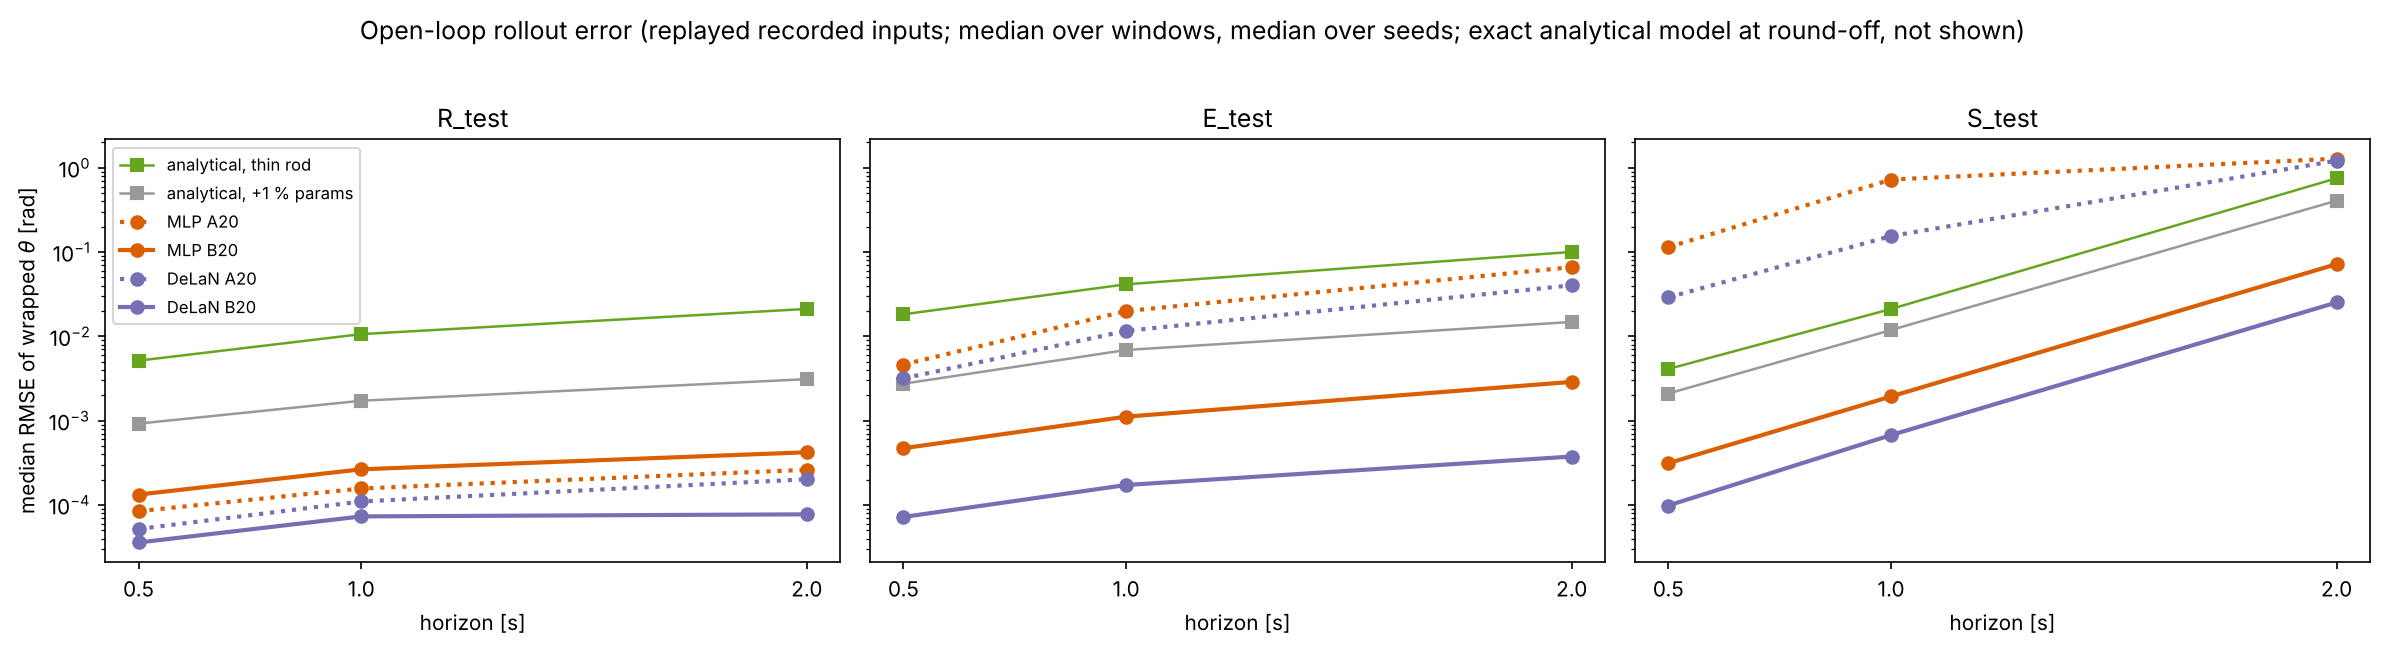 Open-loop rollout error (replayed recorded inputs; median over windows, median over seeds; exact analytical model at round-off, not shown)
R_test
E_test
S_test
median RMSE of wrapped θ [rad]
10⁰
10⁻¹
10⁻²
10⁻³
10⁻⁴
analytical, thin rod
analytical, +1 % params
MLP A20
MLP B20
DeLaN A20
DeLaN B20
0.5 1.0 2.0
0.5 1.0 2.0
0.5 1.0 2.0
horizon [s]
horizon [s]
horizon [s]